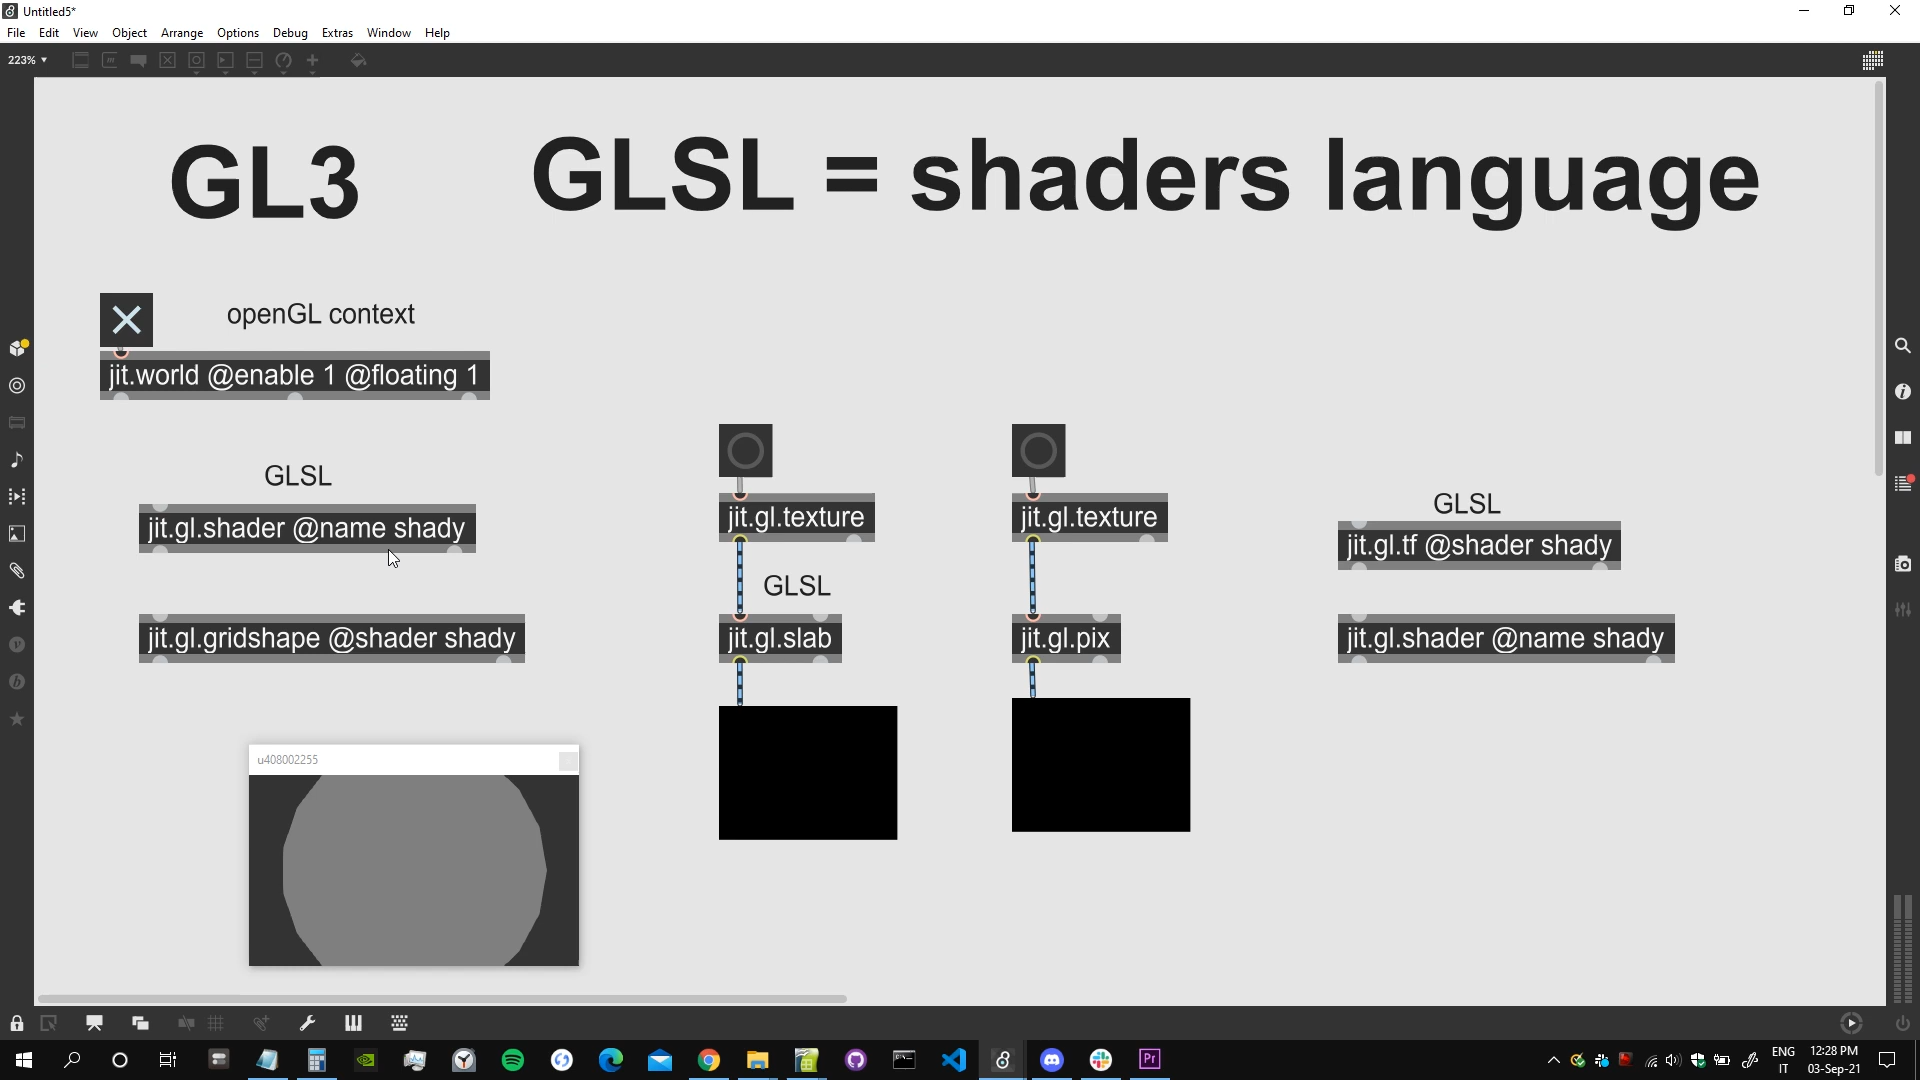 Untitled5*
File Edit View Object Arrange Options Debug Extras Window Help
223%
GL3 GLSL = shaders language
openGL context
jit.world @enable 1 @floating 1
GLSL
jit.gl.shader @name shady
jit.gl.gridshape @shader shady
u408002255
jit.gl.texture
GLSL
jit.gl.slab
jit.gl.texture
jit.gl.pix
GLSL
jit.gl.tf @shader shady
jit.gl.shader @name shady
Pr
ENG
IT
12:28 PM
03-Sep-21